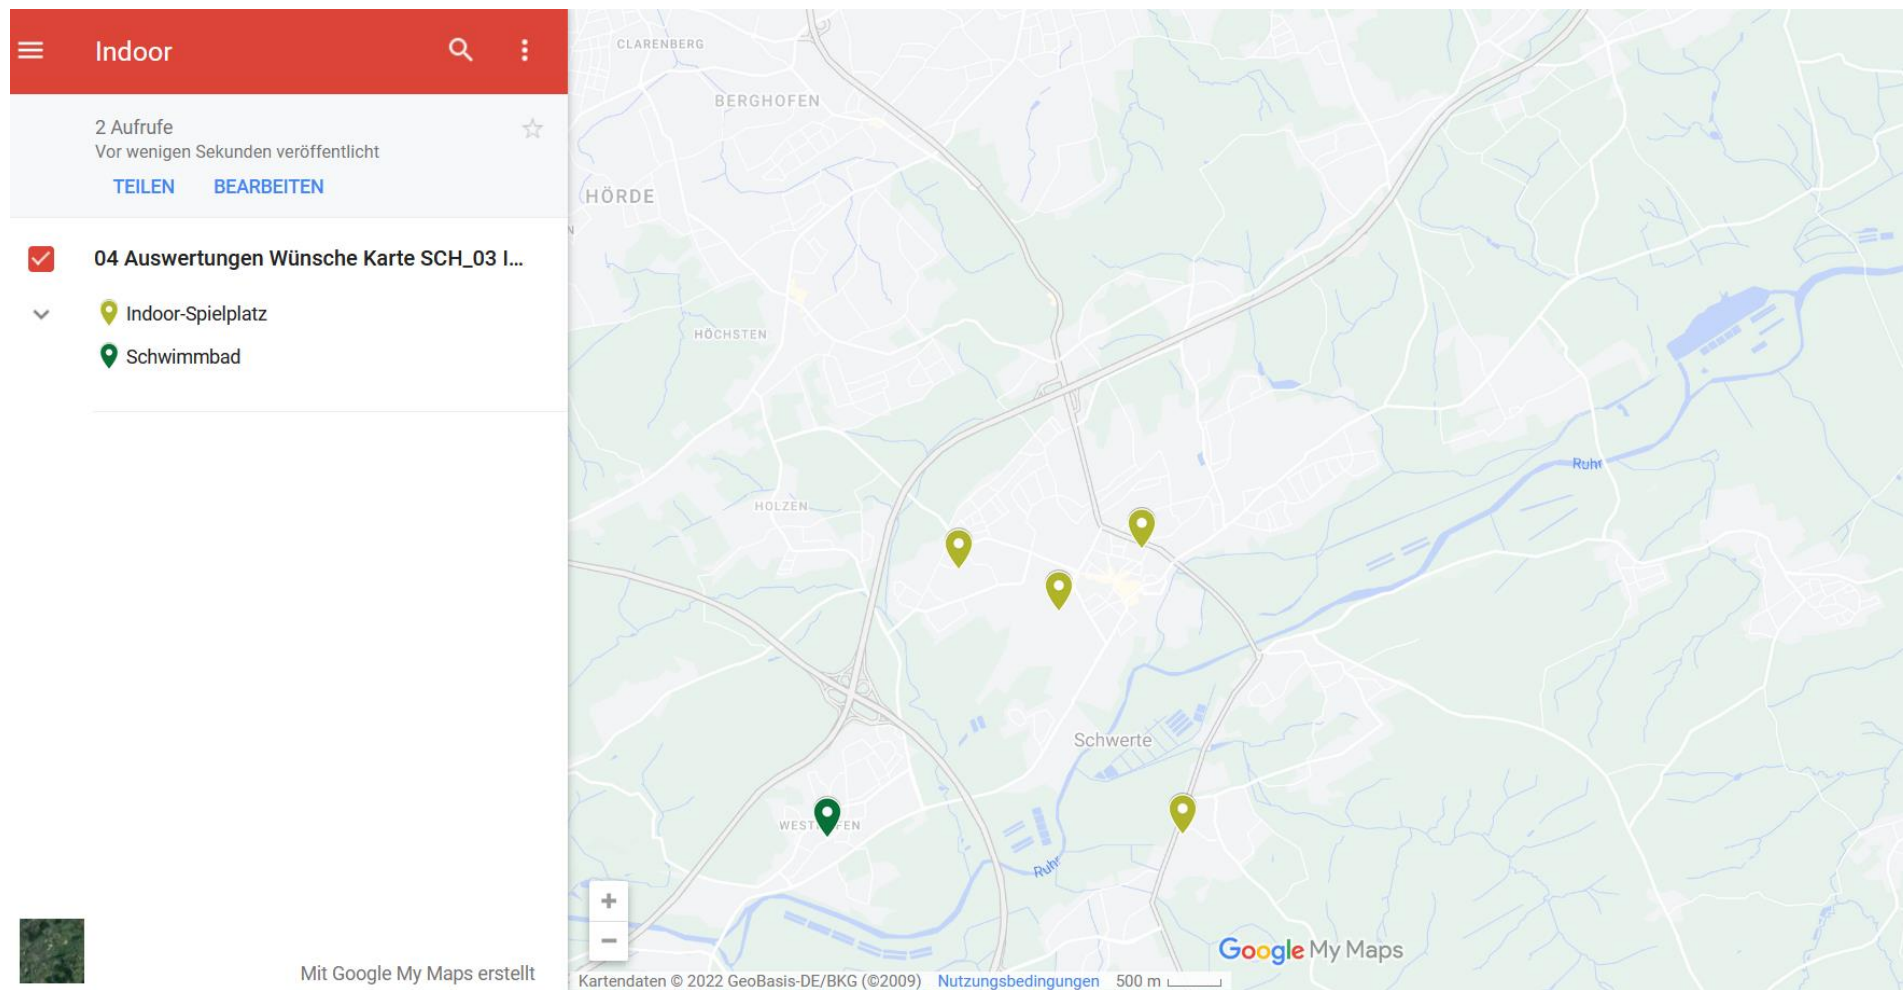 Indoor
2 Aufrufe
Vor wenigen Sekunden veröffentlicht
TEILEN BEARBEITEN
04 Auswertungen Wünsche Karte SCH_03 I...
Indoor-Spielplatz
Schwimmbad
Mit Google My Maps erstellt
CLARENBERG
BERGHOFEN
HÖRDE
N
HÖCHSTEN
HOLZEN
Ruhr
Schwerte
Ruhr
+
−
Google My Maps
Kartendaten © 2022 GeoBasis-DE/BKG (©2009) Nutzungsbedingungen 500 m